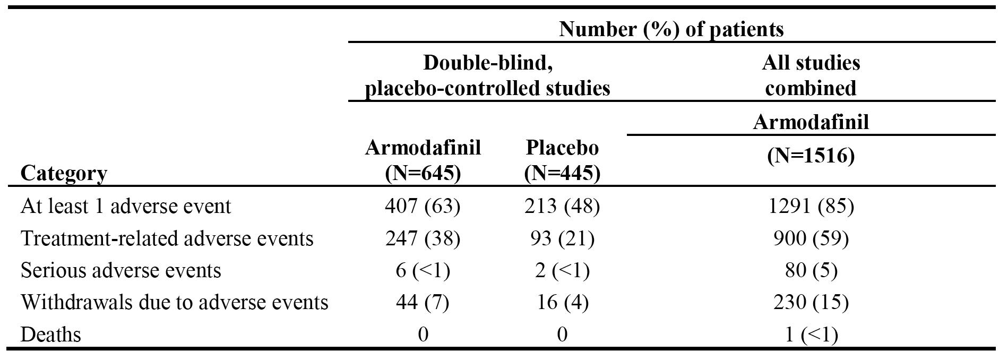 Number (%) of patients
Double-blind, All studies
placebo-controlled studies combined
Armodafinil
Armodafinil Placebo (N=1516)
Category (N=645) (N=445)
At least 1 adverse event 407 (63) 213 (48) 1291 (85)
Treatment-related adverse events 247 (38) 93 (21) 900 (59)
Serious adverse events 6 (<1) 2 (<1) 80 (5)
Withdrawals due to adverse events 44 (7) 16 (4) 230 (15)
Deaths 0 0 1 (<1)